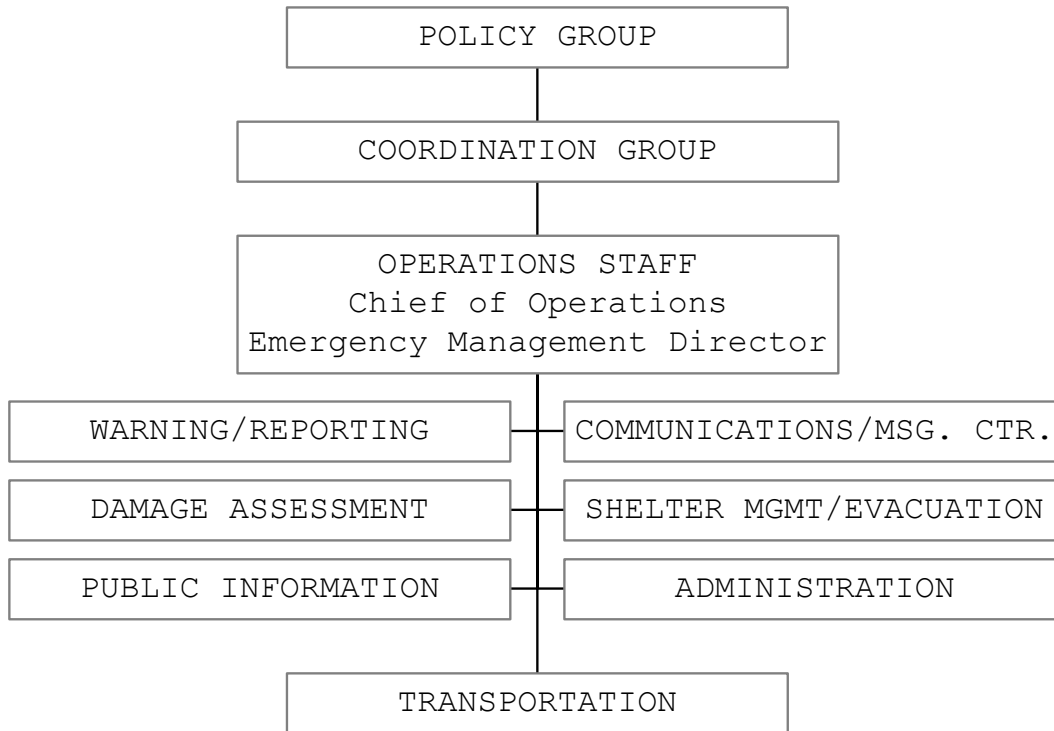 POLICY GROUP
COORDINATION GROUP
OPERATIONS STAFF
Chief of Operations
Emergency Management Director
WARNING/REPORTING
COMMUNICATIONS/MSG. CTR.
DAMAGE ASSESSMENT
SHELTER MGMT/EVACUATION
PUBLIC INFORMATION
ADMINISTRATION
TRANSPORTATION